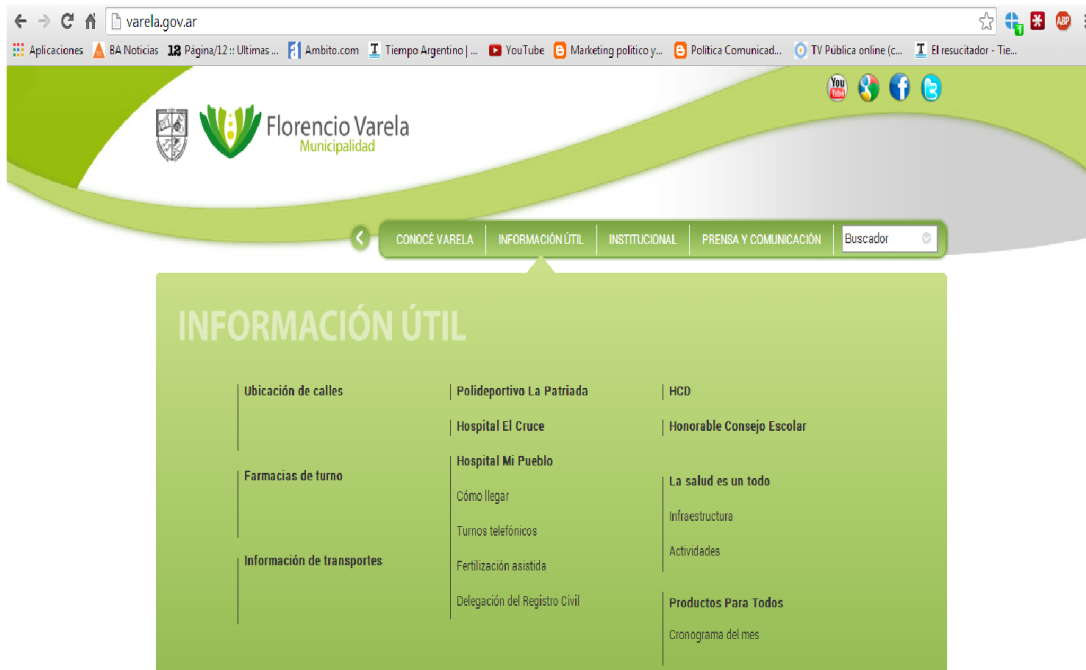 varela.gov.ar
Aplicaciones BA Noticias 12 Página/12 :: Ultimas ... Ambito.com Tiempo Argentino | ... YouTube Marketing politico y... Política Comunicad... TV Pública online (c... El resucitador - Tie...
You Tube
Florencio Varela
Municipalidad
CONOCÉ VARELA INFORMACIÓN ÚTIL INSTITUCIONAL PRENSA Y COMUNICACIÓN Buscador
INFORMACIÓN ÚTIL
Ubicación de calles
Farmacias de turno
Información de transportes
Polideportivo La Patriada
Hospital El Cruce
Hospital Mi Pueblo
Cómo llegar
Turnos telefónicos
Fertilización asistida
Delegación del Registro Civil
HCD
Honorable Consejo Escolar
La salud es un todo
Infraestructura
Actividades
Productos Para Todos
Cronograma del mes